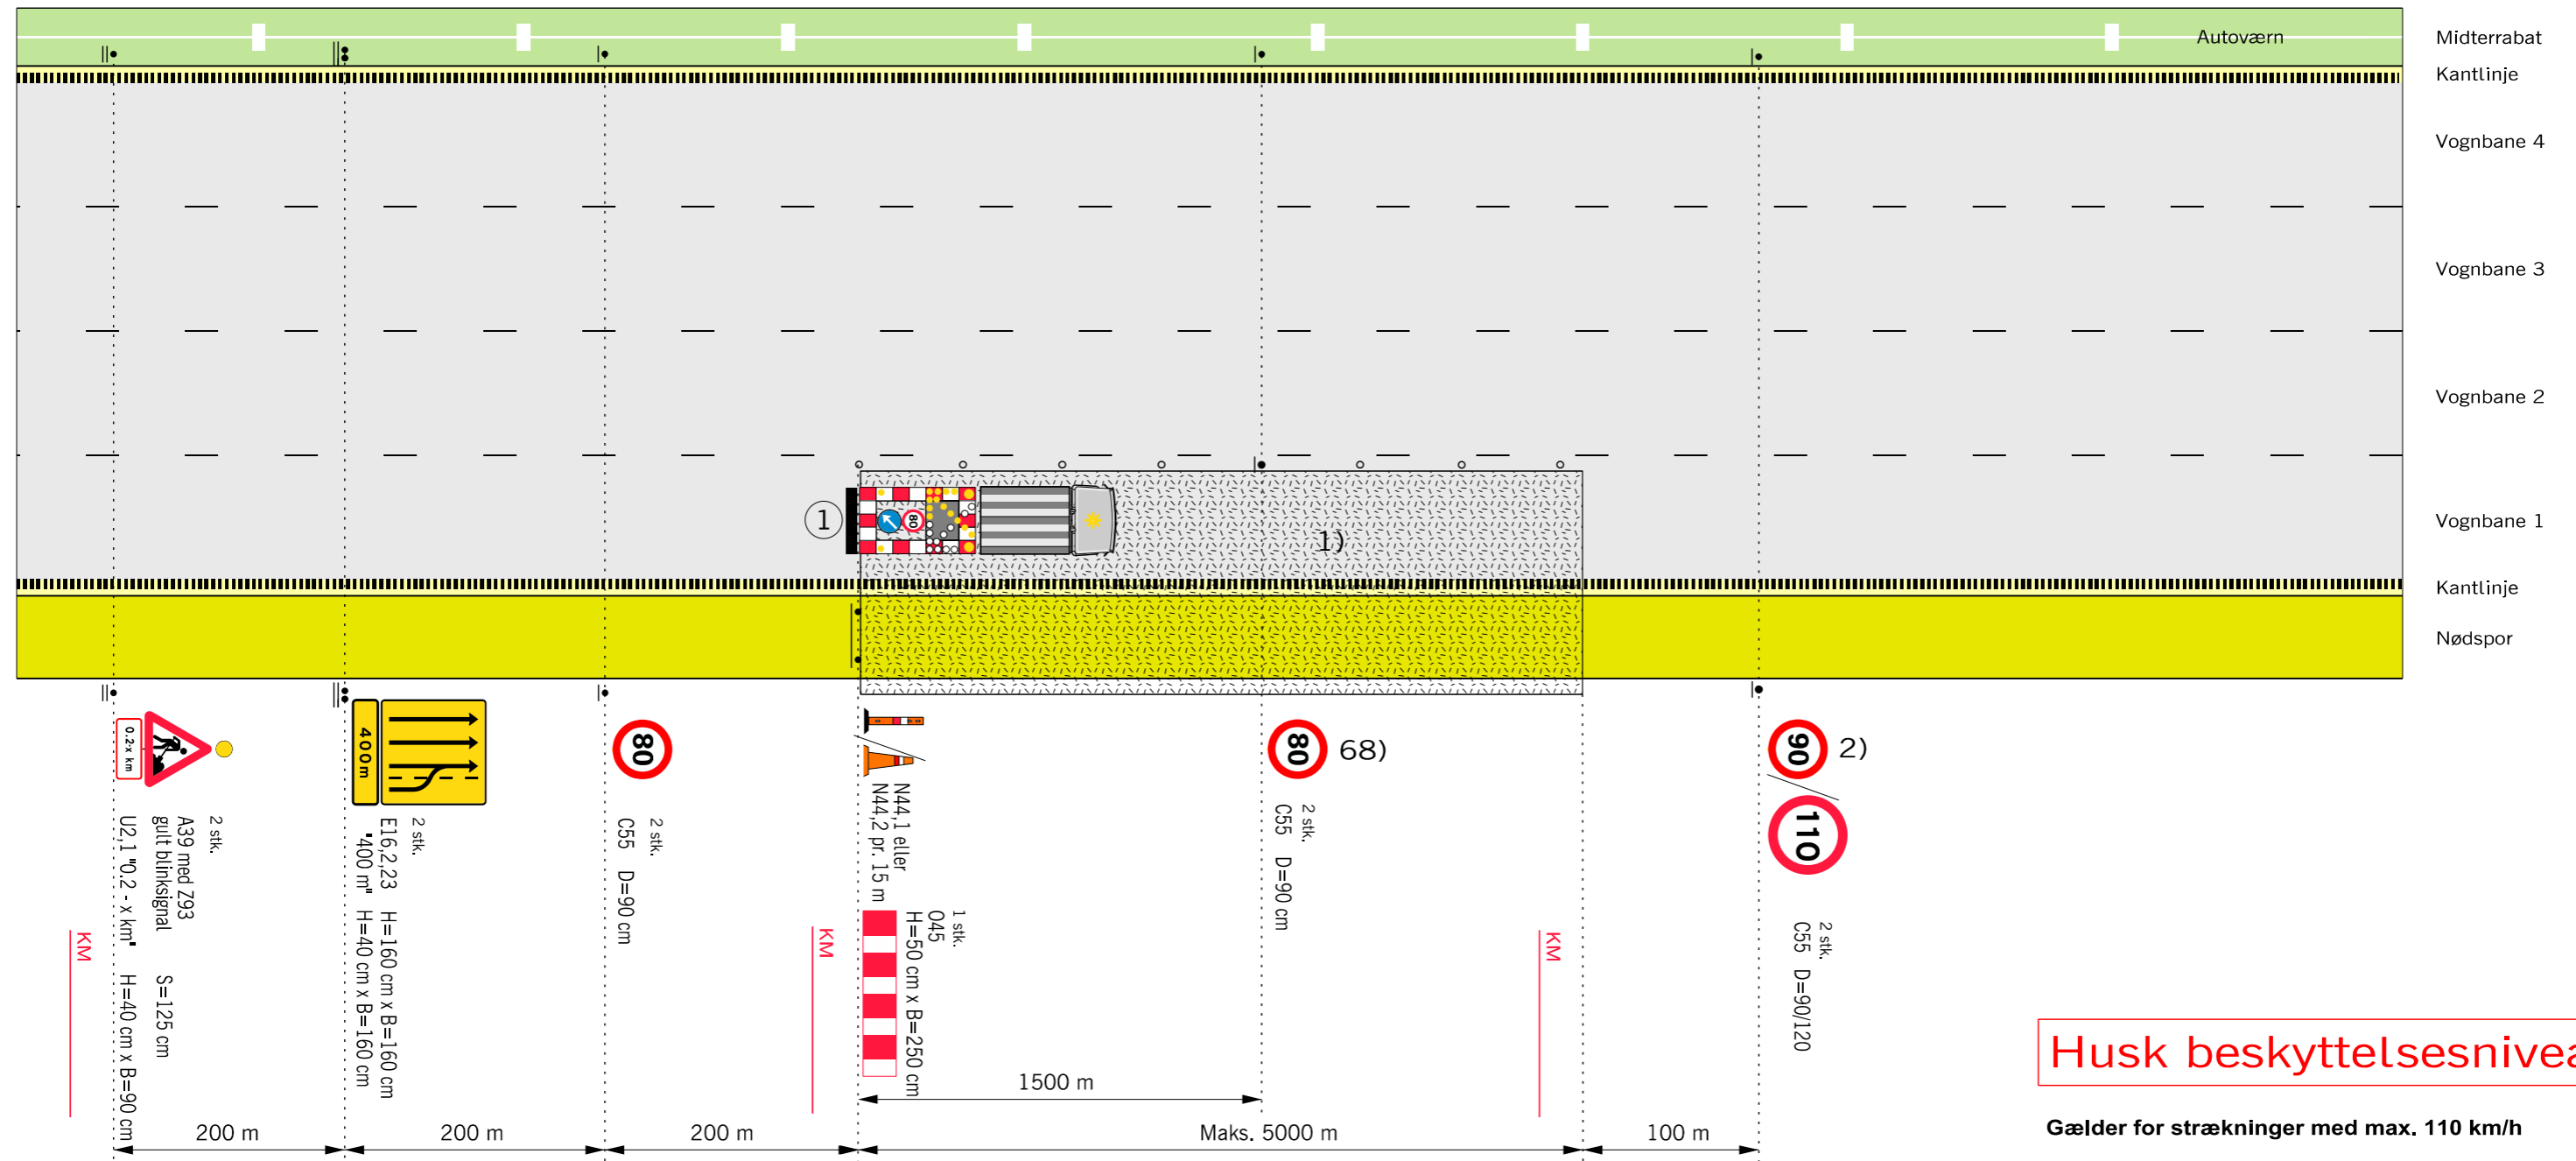 Autoværn
Midterrabat
Kantlinje
Vognbane 4
Vognbane 3
Vognbane 2
Vognbane 1
Kantlinje
Nødspor
1
80
1)
0.2-x km
400m
80
80
68)
90
2)
110
2 stk.
A39 med Z93
gult blinksignal S=125 cm
U2,1 "0.2 - x km" H=40 cm x B=90 cm
2 stk.
E16,2,23 H=160 cm x B=160 cm
"400 m" H=40 cm x B=160 cm
2 stk.
C55 D=90 cm
N44,1 eller
N44,2 pr. 15 m
1 stk.
O45
H=50 cm x B=250 cm
2 stk.
C55 D=90 cm
2 stk.
C55 D=90/120
KM
KM
KM
1500 m
200 m
200 m
200 m
Maks. 5000 m
100 m
Husk beskyttelsesnivea
Gælder for strækninger med max. 110 km/h